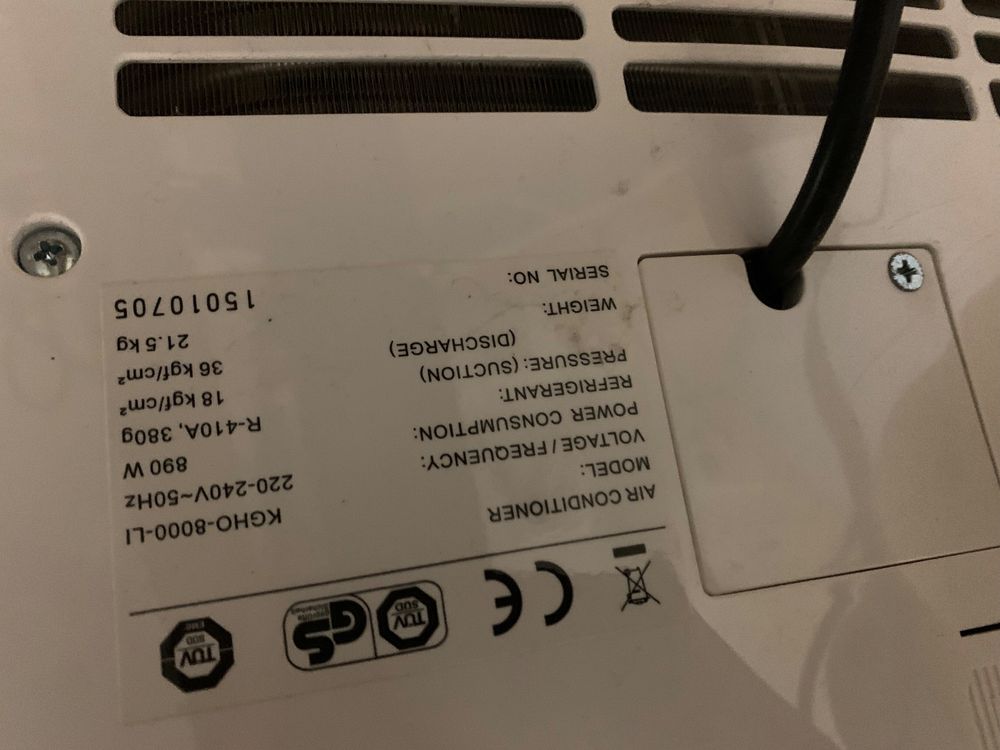 CE
TÜV
SÜD
GS
geprüfte
Sicherheit
TÜV
SÜD
AIR CONDITIONER
MODEL: KGHO-8000-LI
VOLTAGE / FREQUENCY: 220-240V~50Hz
POWER CONSUMPTION: 890 W
REFRIGERANT: R-410A, 380g
PRESSURE: (SUCTION) 18 kgf/cm²
(DISCHARGE) 36 kgf/cm²
WEIGHT: 21.5 kg
SERIAL NO: 15010705